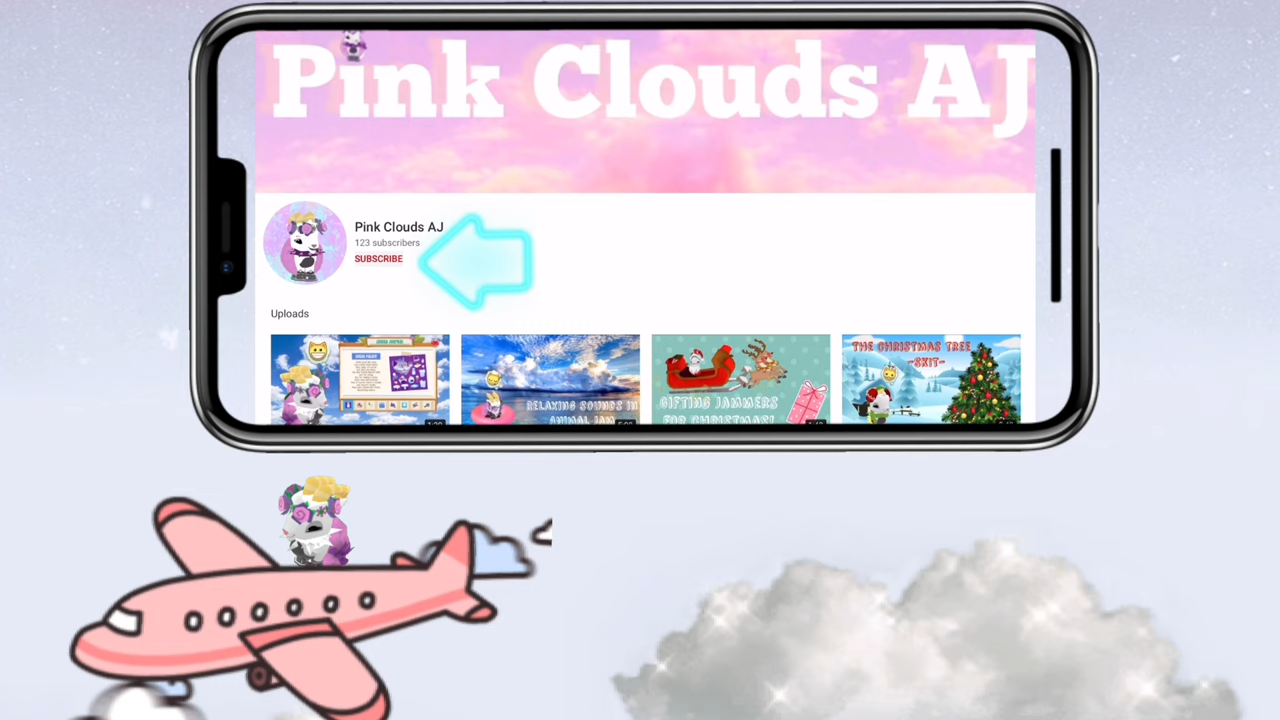 Pink Clouds AJ
Pink Clouds AJ
123 subscribers
SUBSCRIBE
Uploads
RELAXING SOUNDS IN
ANIMAL JAM
GIFTING JAMMERS
FOR CHRISTMAS!
THE CHRISTMAS TREE
~SKIT~